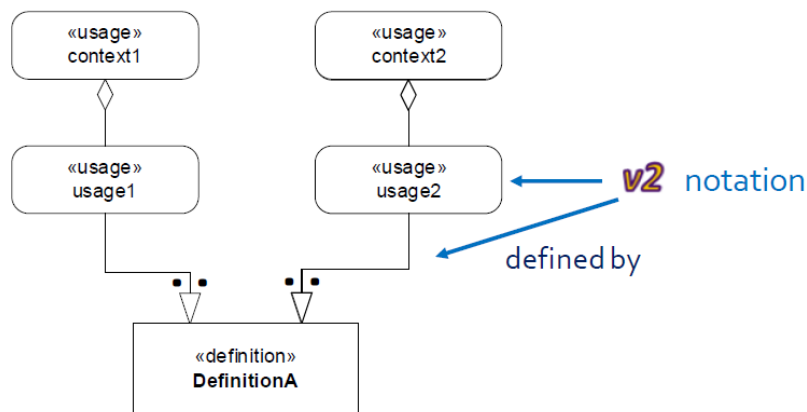 «usage»
context1
«usage»
context2
«usage»
usage1
«usage»
usage2
v2 notation
defined by
«definition»
DefinitionA